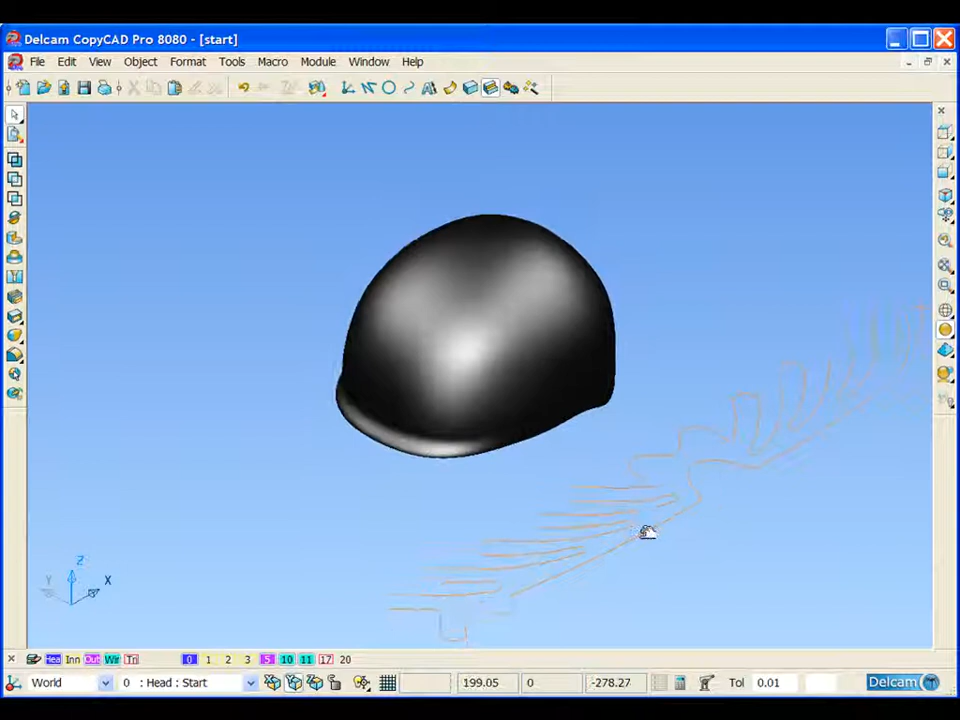 Delcam CopyCAD Pro 8080 - [start]
File Edit View Object Format Tools Macro Module Window Help
Z
Y X
Hea Inn Out Wir Tri 0 1 2 3 5 10 11 17 20
World 0 : Head : Start 199.05 0 -278.27 Tol 0.01 Delcam